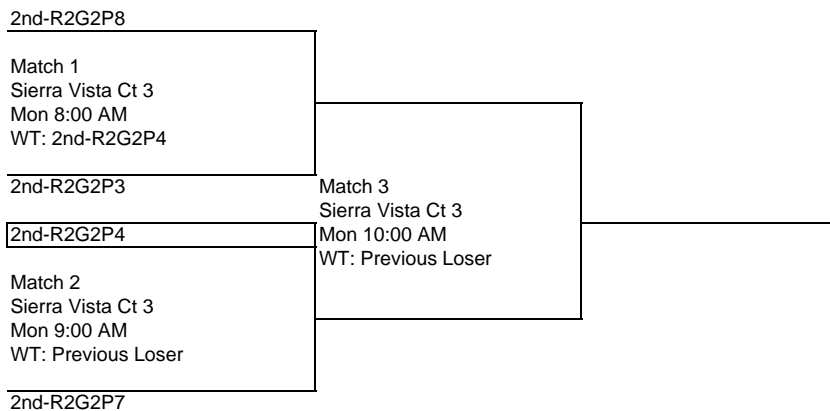 2nd-R2G2P8
Match 1
Sierra Vista Ct 3
Mon 8:00 AM
WT: 2nd-R2G2P4
2nd-R2G2P3
2nd-R2G2P4
Match 2
Sierra Vista Ct 3
Mon 9:00 AM
WT: Previous Loser
2nd-R2G2P7
Match 3
Sierra Vista Ct 3
Mon 10:00 AM
WT: Previous Loser